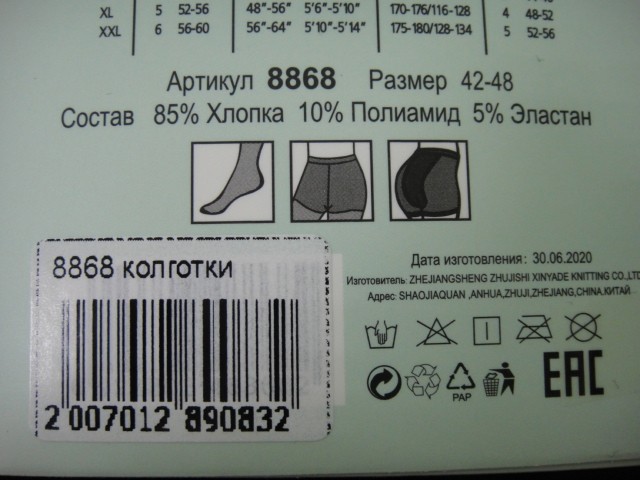 XL 5 52-56 48"-56" 5'6"-5'10" 170-176/116-128 4 48-52
XXL 6 56-60 56"-64" 5'10"-5'14" 175-180/128-134 5 52-56
Артикул 8868 Размер 42-48
Состав 85% Хлопка 10% Полиамид 5% Эластан
8868 колготки
2 007012 890832
Дата изготовления: 30.06.2020
Изготовитель: ZHEJIANGSHENG ZHUJISHI XINYADE KNITTING CO.,LTD
Адрес: SHAOJIAQUAN ,ANHUA,ZHUJI,ZHEJIANG,CHINA.КИТАЙ
PAP
EAC